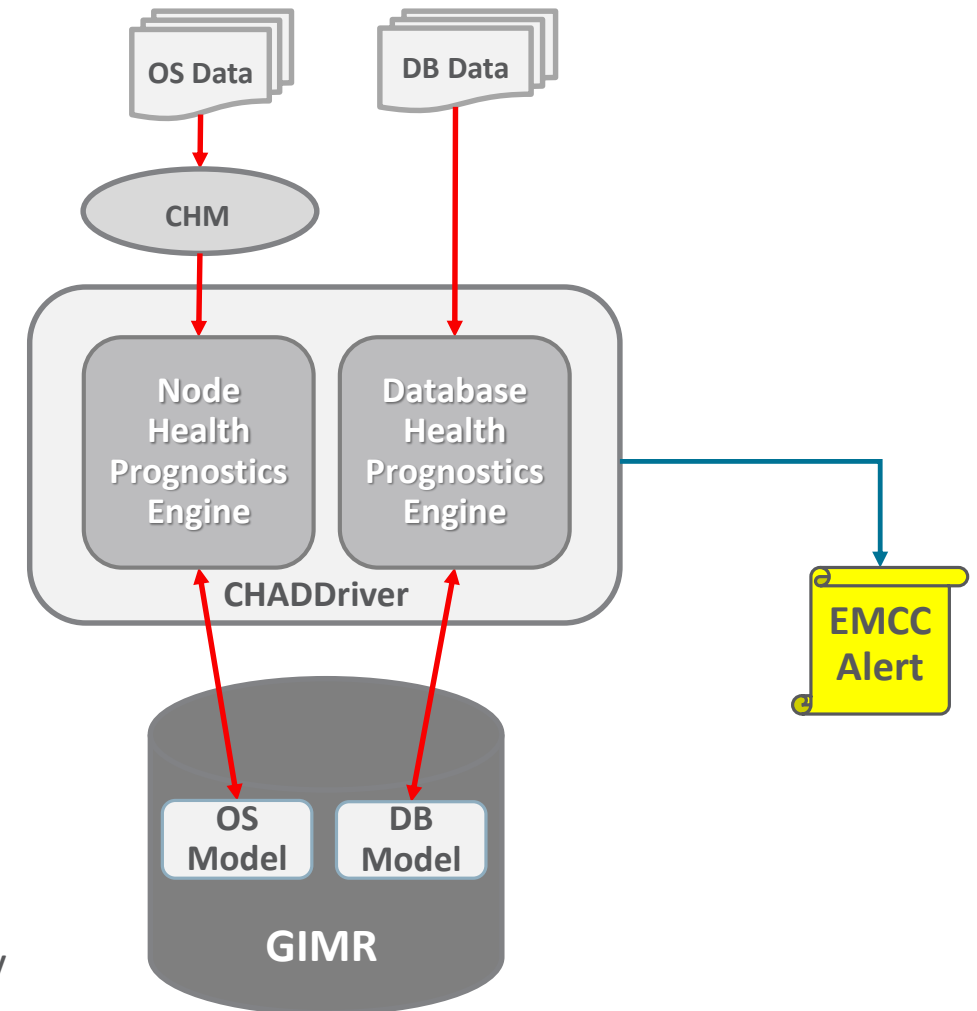 OS Data
DB Data
CHM
Node
Health
Prognostics
Engine
Database
Health
Prognostics
Engine
CHADDriver
EMCC
Alert
OS
Model
DB
Model
GIMR
y